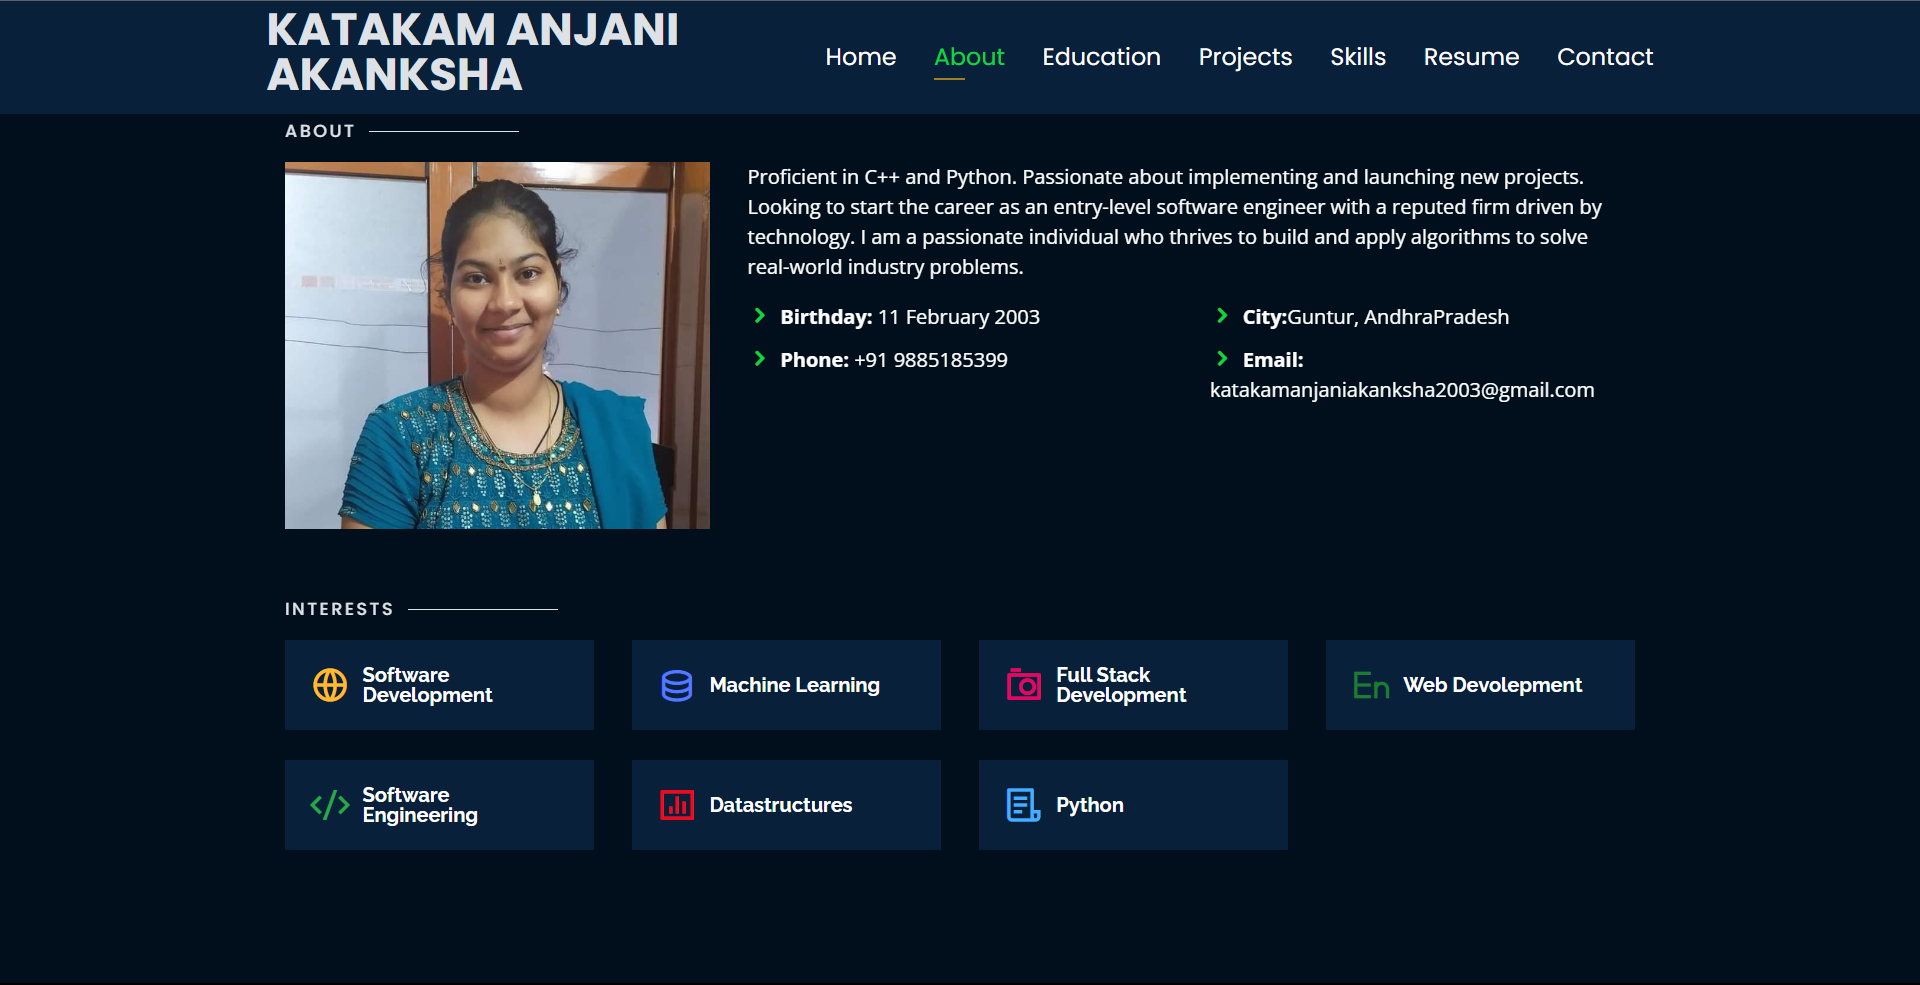 KATAKAM ANJANI
AKANKSHA
Home About Education Projects Skills Resume Contact
ABOUT
Proficient in C++ and Python. Passionate about implementing and launching new projects.
Looking to start the career as an entry-level software engineer with a reputed firm driven by
technology. I am a passionate individual who thrives to build and apply algorithms to solve
real-world industry problems.
Birthday: 11 February 2003
City:Guntur, AndhraPradesh
Phone: +91 9885185399
Email:
katakamanjaniakanksha2003@gmail.com
INTERESTS
Software
Development
Machine Learning
Full Stack
Development
En
Web Devolepment
Software
Engineering
Datastructures
Python